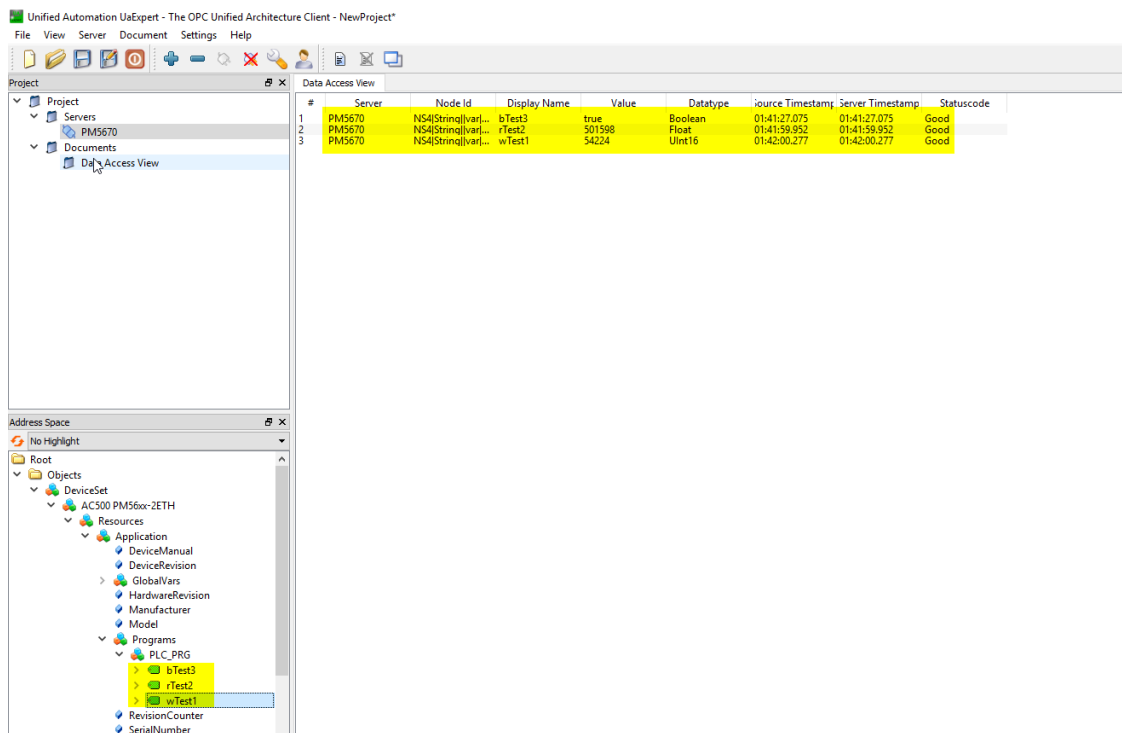 Unified Automation UaExpert - The OPC Unified Architecture Client - NewProject*
File View Server Document Settings Help
Project
Project
Servers
PM5670
Documents
Data Access View
Data Access View
# Server Node Id Display Name Value Datatype Source Timestamp Server Timestamp Statuscode
1 PM5670 NS4|String||var|... bTest3 true Boolean 01:41:27.075 01:41:27.075 Good
2 PM5670 NS4|String||var|... rTest2 501598 Float 01:41:59.952 01:41:59.952 Good
3 PM5670 NS4|String||var|... wTest1 54224 UInt16 01:42:00.277 01:42:00.277 Good
Address Space
No Highlight
Root
Objects
DeviceSet
AC500 PM56xx-2ETH
Resources
Application
DeviceManual
DeviceRevision
GlobalVars
HardwareRevision
Manufacturer
Model
Programs
PLC_PRG
bTest3
rTest2
wTest1
RevisionCounter
SerialNumber